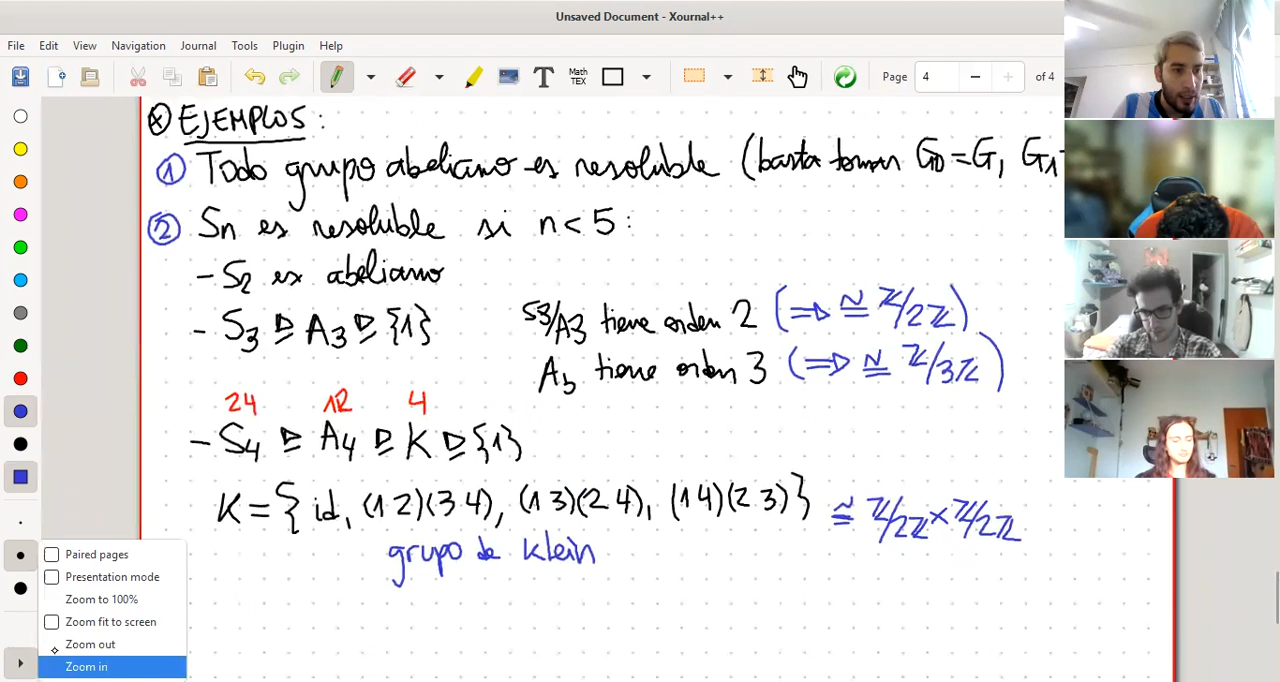 Unsaved Document - Xournal++
File Edit View Navigation Journal Tools Plugin Help
Math TEX Page 4 of 4
⊗ EJEMPLOS:
① Todo grupo abeliano es resoluble (basta tomar G0 = G, G1
② Sn es resoluble si n < 5:
- S2 es abeliano
- S3 ⊵ A3 ⊵ {1} S3/A3 tiene orden 2 (⇒ ≅ ℤ/2ℤ)
A3 tiene orden 3 (⇒ ≅ ℤ/3ℤ)
24 12 4
- S4 ⊵ A4 ⊵ K ⊵ {1}
K = { id, (1 2)(3 4), (1 3)(2 4), (1 4)(2 3) } ≅ ℤ/2ℤ × ℤ/2ℤ
grupo de Klein
Paired pages
Presentation mode
Zoom to 100%
Zoom fit to screen
Zoom out
Zoom in